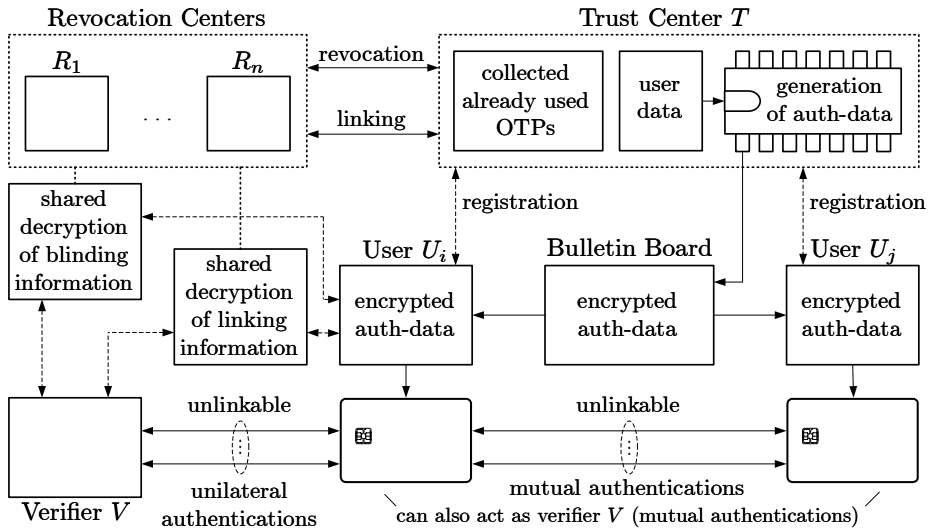 Revocation Centers
Trust Center T
R1
Rn
. . .
revocation
linking
collected
already used
OTPs
user
data
generation
of auth-data
shared
decryption
of blinding
information
registration
registration
shared
decryption
of linking
information
User Ui
Bulletin Board
User Uj
encrypted
auth-data
encrypted
auth-data
encrypted
auth-data
unlinkable
unlinkable
⋮
⋮
Verifier V
unilateral
authentications
mutual authentications
can also act as verifier V (mutual authentications)